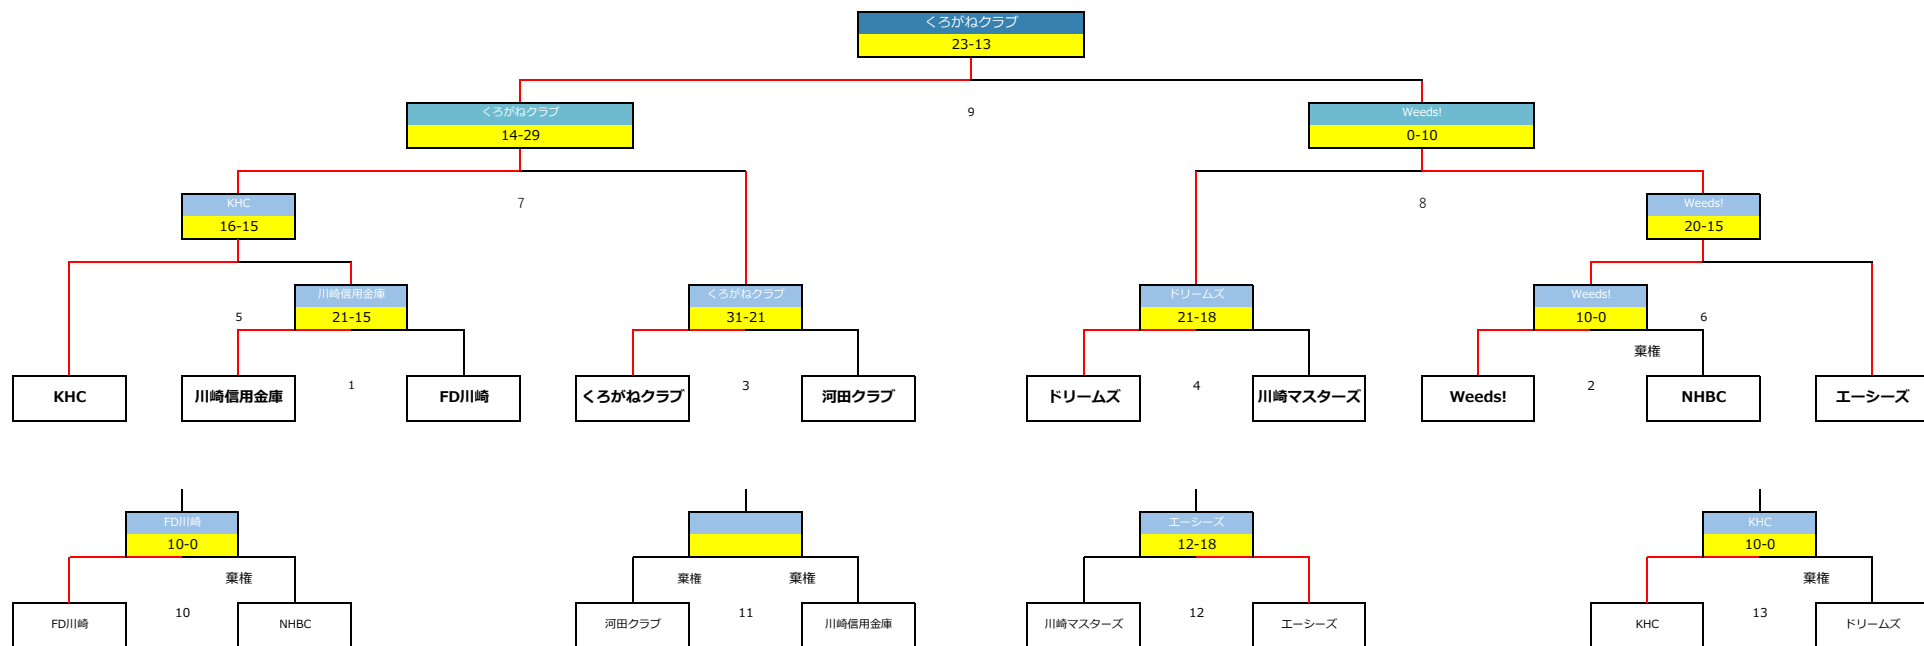 くろがねクラブ
23-13
くろがねクラブ
14-29
9
Weeds!
0-10
KHC
16-15
7
8
Weeds!
20-15
5
川崎信用金庫
21-15
くろがねクラブ
31-21
ドリームズ
21-18
Weeds!
10-0
6
棄権
KHC
川崎信用金庫
1
FD川崎
くろがねクラブ
3
河田クラブ
ドリームズ
4
川崎マスターズ
Weeds!
2
NHBC
エーシーズ
FD川崎
10-0
エーシーズ
12-18
KHC
10-0
棄権
棄権
棄権
棄権
FD川崎
10
NHBC
河田クラブ
11
川崎信用金庫
川崎マスターズ
12
エーシーズ
KHC
13
ドリームズ